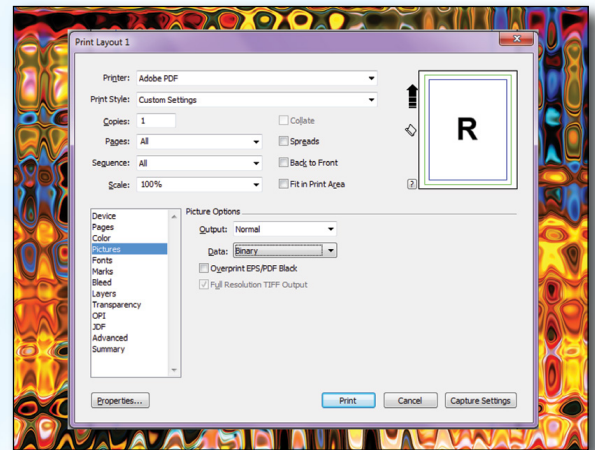 Print Layout 1
Printer: Adobe PDF
Print Style: Custom Settings
Copies: 1
Collate
Pages: All
Spreads
Sequence: All
Back to Front
Scale: 100%
Fit in Print Area
?
R
Device
Pages
Color
Pictures
Fonts
Marks
Bleed
Layers
Transparency
OPI
JDF
Advanced
Summary
Picture Options
Output: Normal
Data: Binary
Overprint EPS/PDF Black
Full Resolution TIFF Output
Properties...
Print
Cancel
Capture Settings